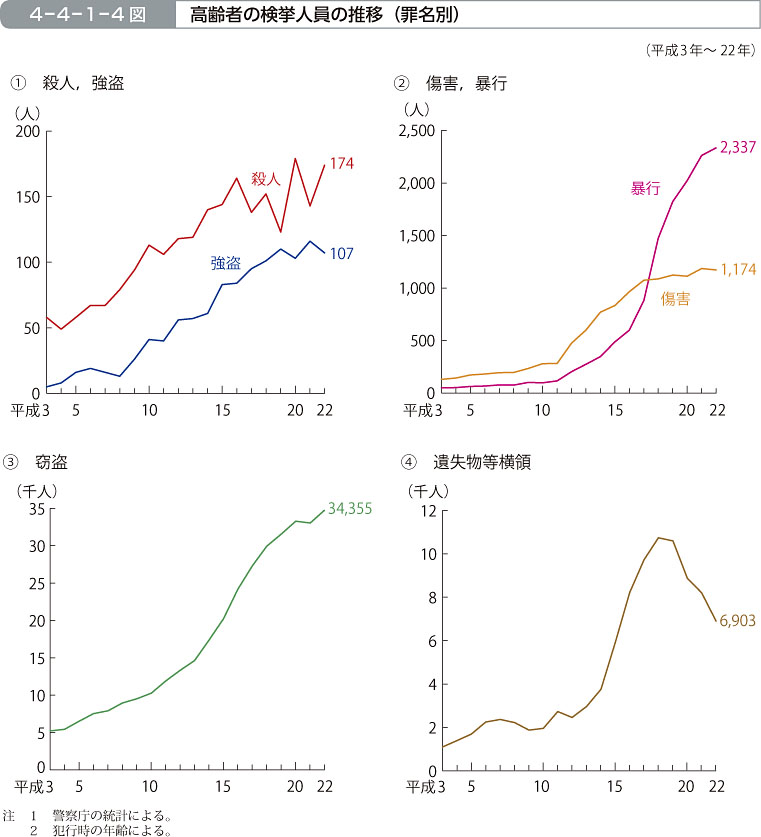 4-4-1-4図 高齢者の検挙人員の推移（罪名別）
（平成3年～22年）
① 殺人，強盗
（人）
200
150
100
50
0
平成3 5 10 15 20 22
殺人
174
強盗
107
② 傷害，暴行
（人）
2,500
2,000
1,500
1,000
500
0
平成3 5 10 15 20 22
2,337
暴行
1,174
傷害
③ 窃盗
（千人）
35
30
25
20
15
10
5
0
平成3 5 10 15 20 22
34,355
④ 遺失物等横領
（千人）
12
10
8
6
4
2
0
平成3 5 10 15 20 22
6,903
注 1 警察庁の統計による。
2 犯行時の年齢による。